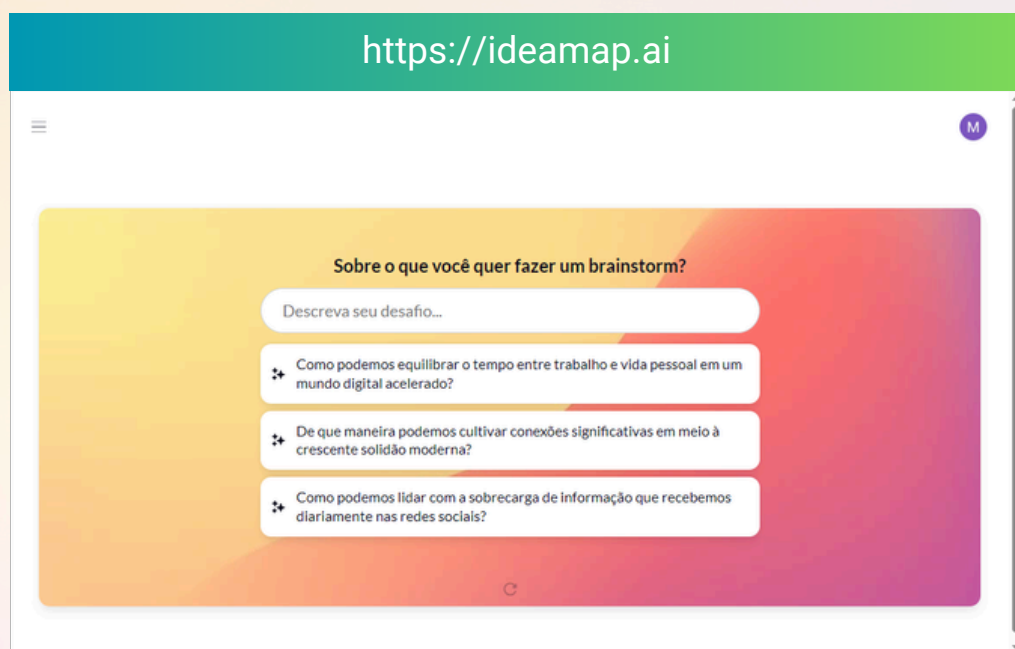 https://ideamap.ai
M
Sobre o que você quer fazer um brainstorm?
Descreva seu desafio...
Como podemos equilibrar o tempo entre trabalho e vida pessoal em um
mundo digital acelerado?
De que maneira podemos cultivar conexões significativas em meio à
crescente solidão moderna?
Como podemos lidar com a sobrecarga de informação que recebemos
diariamente nas redes sociais?